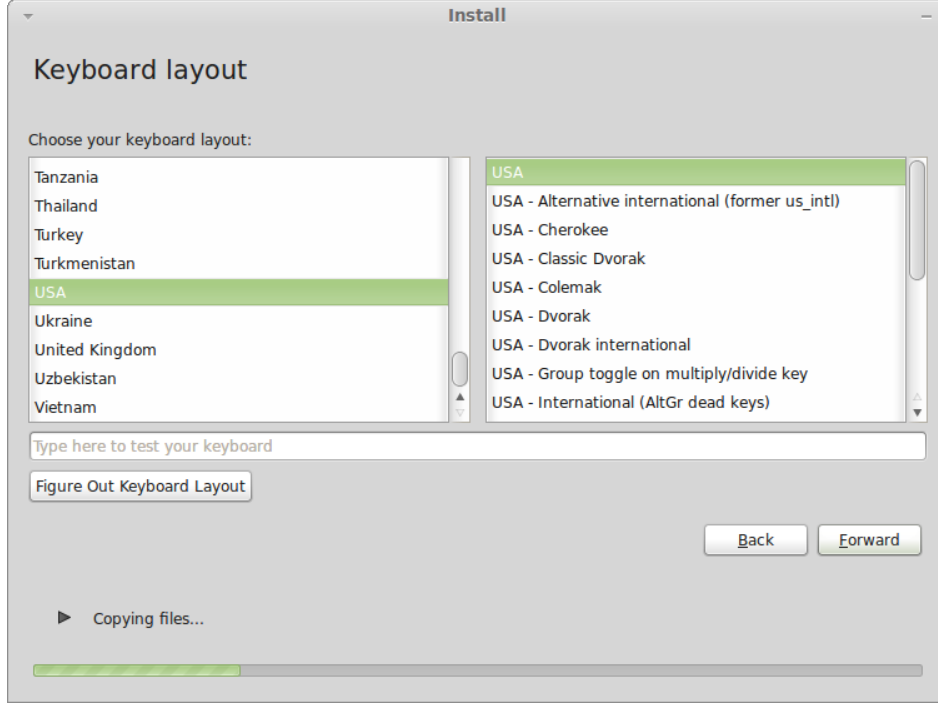 Install
Keyboard layout
Choose your keyboard layout:
Tanzania
Thailand
Turkey
Turkmenistan
USA
Ukraine
United Kingdom
Uzbekistan
Vietnam
USA
USA - Alternative international (former us_intl)
USA - Cherokee
USA - Classic Dvorak
USA - Colemak
USA - Dvorak
USA - Dvorak international
USA - Group toggle on multiply/divide key
USA - International (AltGr dead keys)
Type here to test your keyboard
Figure Out Keyboard Layout
Back
Forward
Copying files...